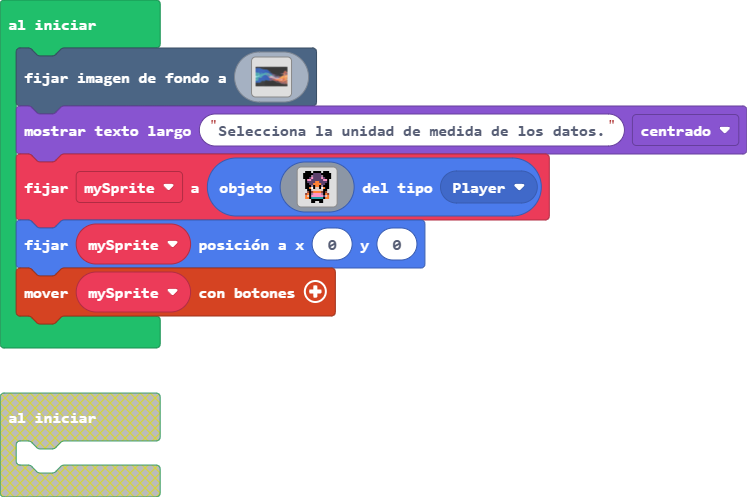 al iniciar
fijar imagen de fondo a
mostrar texto largo "Selecciona la unidad de medida de los datos." centrado
fijar mySprite a objeto del tipo Player
fijar mySprite posición a x 0 y 0
mover mySprite con botones
al iniciar